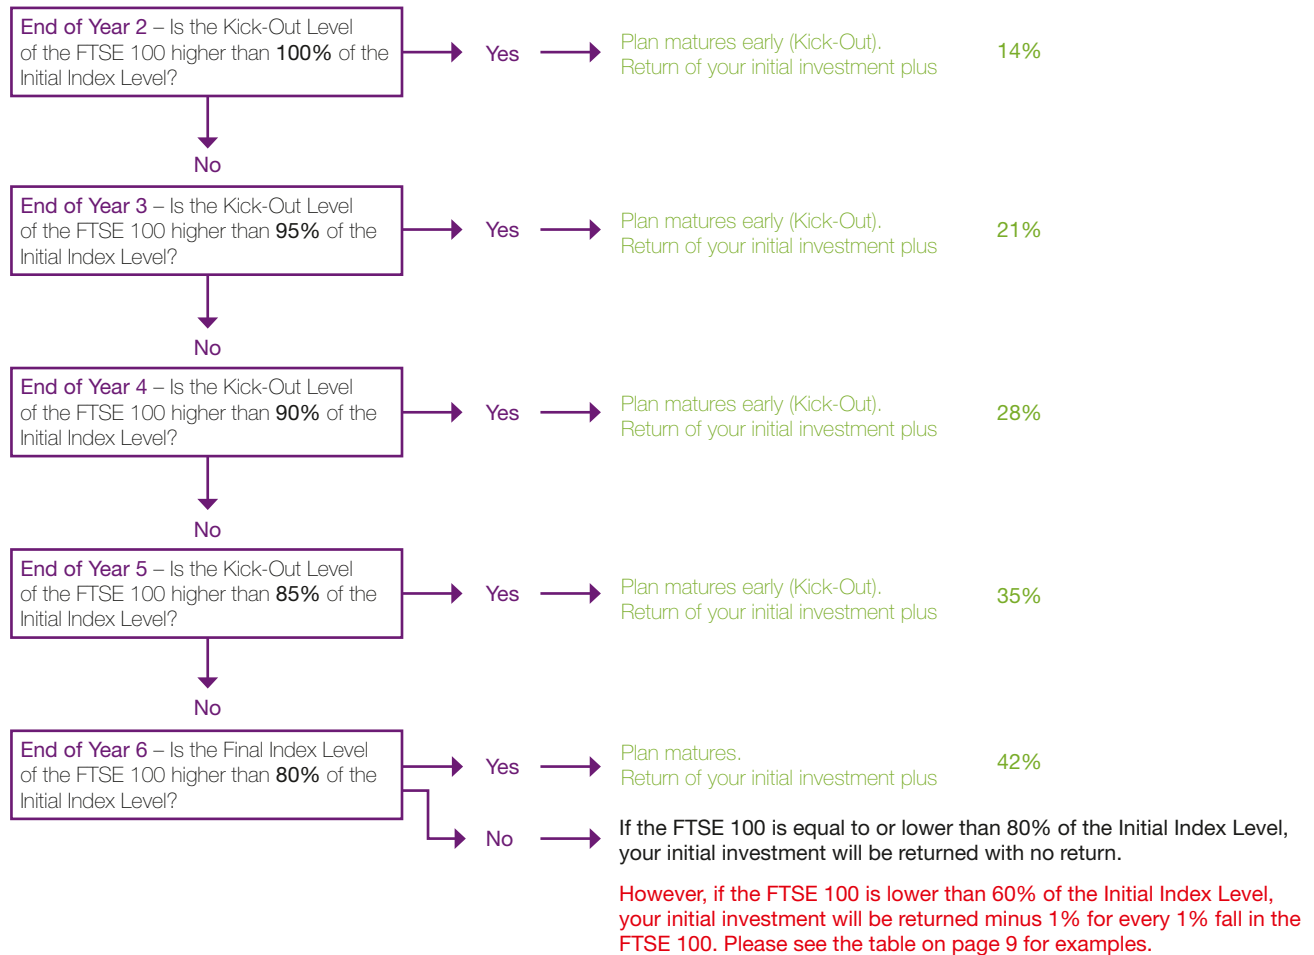 End of Year 2 – Is the Kick-Out Level
of the FTSE 100 higher than 100% of the
Initial Index Level?
Yes
Plan matures early (Kick-Out).
Return of your initial investment plus
14%
No
End of Year 3 – Is the Kick-Out Level
of the FTSE 100 higher than 95% of the
Initial Index Level?
Yes
Plan matures early (Kick-Out).
Return of your initial investment plus
21%
No
End of Year 4 – Is the Kick-Out Level
of the FTSE 100 higher than 90% of the
Initial Index Level?
Yes
Plan matures early (Kick-Out).
Return of your initial investment plus
28%
No
End of Year 5 – Is the Kick-Out Level
of the FTSE 100 higher than 85% of the
Initial Index Level?
Yes
Plan matures early (Kick-Out).
Return of your initial investment plus
35%
No
End of Year 6 – Is the Final Index Level
of the FTSE 100 higher than 80% of the
Initial Index Level?
Yes
Plan matures.
Return of your initial investment plus
42%
No
If the FTSE 100 is equal to or lower than 80% of the Initial Index Level,
your initial investment will be returned with no return.
However, if the FTSE 100 is lower than 60% of the Initial Index Level,
your initial investment will be returned minus 1% for every 1% fall in the
FTSE 100. Please see the table on page 9 for examples.